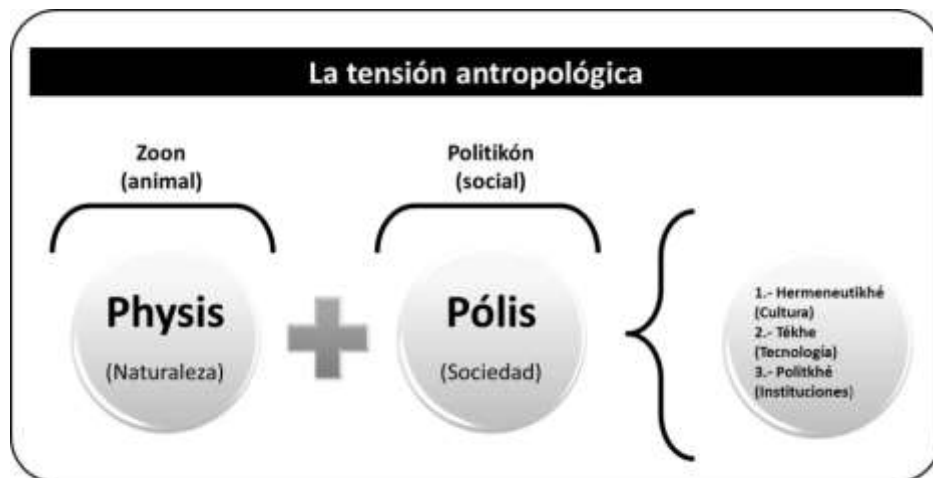 La tensión antropológica
Zoon
(animal)
Politikón
(social)
Physis
(Naturaleza)
Pólis
(Sociedad)
1.- Hermeneutikhé
(Cultura)
2.- Tékhe
(Tecnología)
3.- Politkhé
(Instituciones)